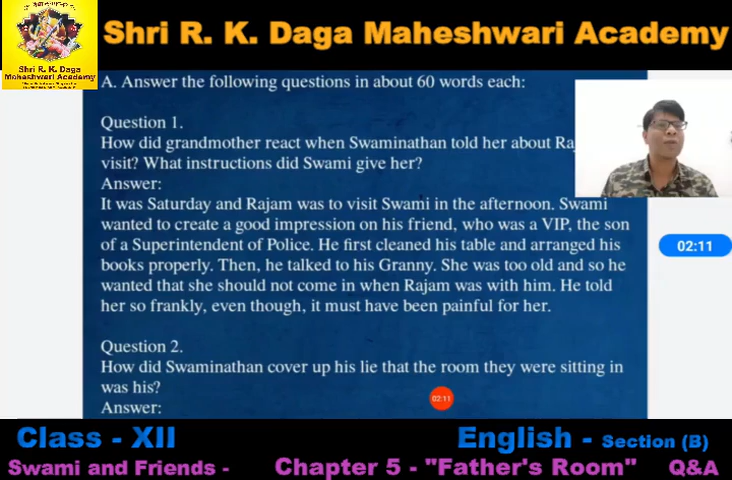 Shri R. K. Daga Maheshwari Academy
Shri R. K. Daga
Maheshwari Academy
A. Answer the following questions in about 60 words each:
Question 1.
How did grandmother react when Swaminathan told her about Raj
visit? What instructions did Swami give her?
Answer:
It was Saturday and Rajam was to visit Swami in the afternoon. Swami
wanted to create a good impression on his friend, who was a VIP, the son
of a Superintendent of Police. He first cleaned his table and arranged his
books properly. Then, he talked to his Granny. She was too old and so he
wanted that she should not come in when Rajam was with him. He told
her so frankly, even though, it must have been painful for her.
02:11
Question 2.
How did Swaminathan cover up his lie that the room they were sitting in
was his?
02:11
Answer:
Class - XII
English - Section (B)
Swami and Friends - Chapter 5 - "Father's Room" Q&A